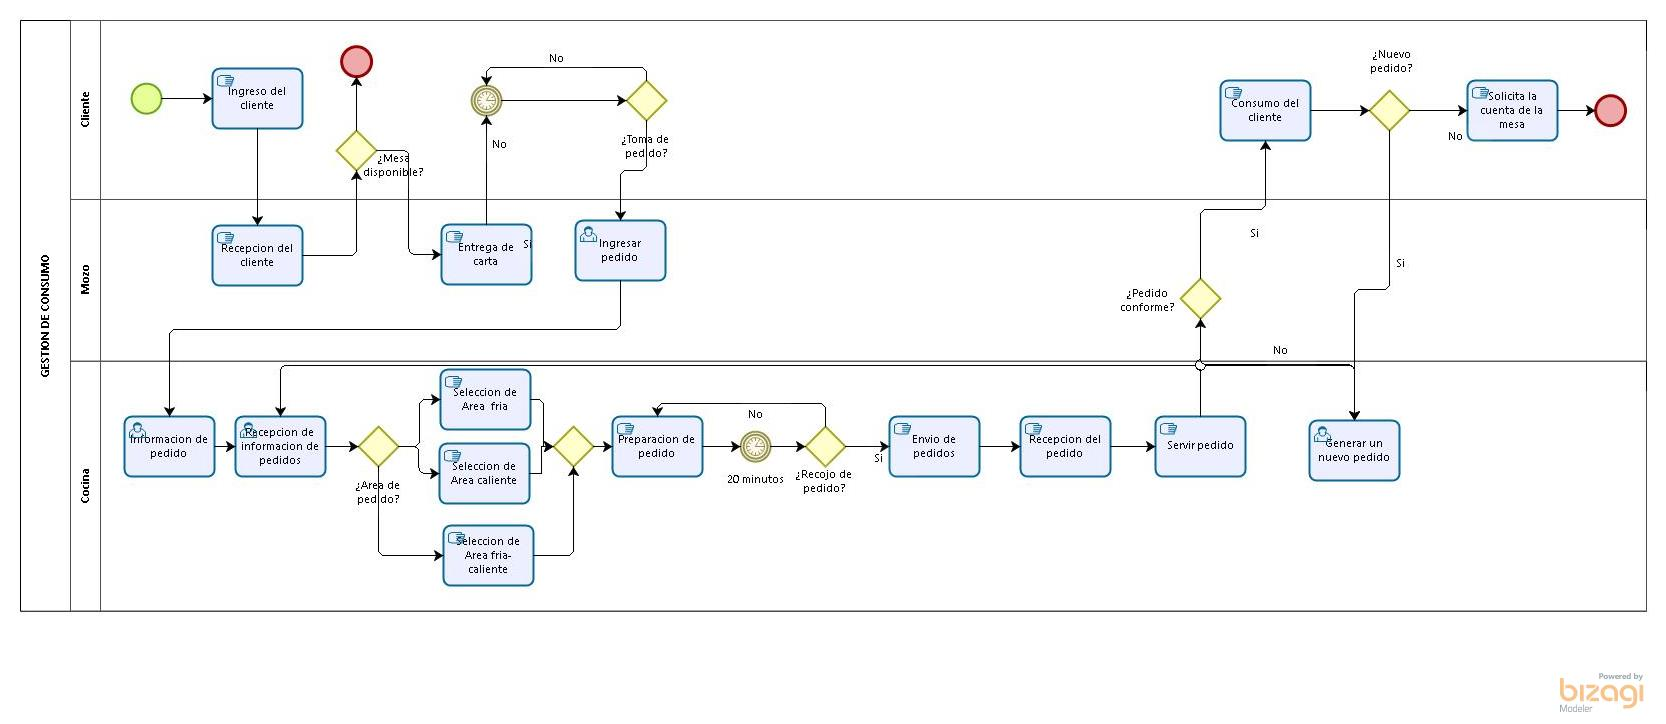 GESTION DE CONSUMO
Cliente
Ingreso del
cliente
¿Mesa
disponible?
No
No
¿Toma de
pedido?
Consumo del
cliente
¿Nuevo
pedido?
No
Solicita la
cuenta de la
mesa
Mozo
Recepcion del
cliente
Entrega de
carta
Si
Ingresar
pedido
¿Pedido
conforme?
Si
Si
No
Cocina
Informacion de
pedido
Recepcion de
informacion de
pedidos
¿Area de
pedido?
Seleccion de
Area fria
Seleccion de
Area caliente
Seleccion de
Area fria-
caliente
Preparacion de
pedido
No
20 minutos
¿Recojo de
pedido?
Si
Envio de
pedidos
Recepcion del
pedido
Servir pedido
Generar un
nuevo pedido
Powered by
bizagi
Modeler